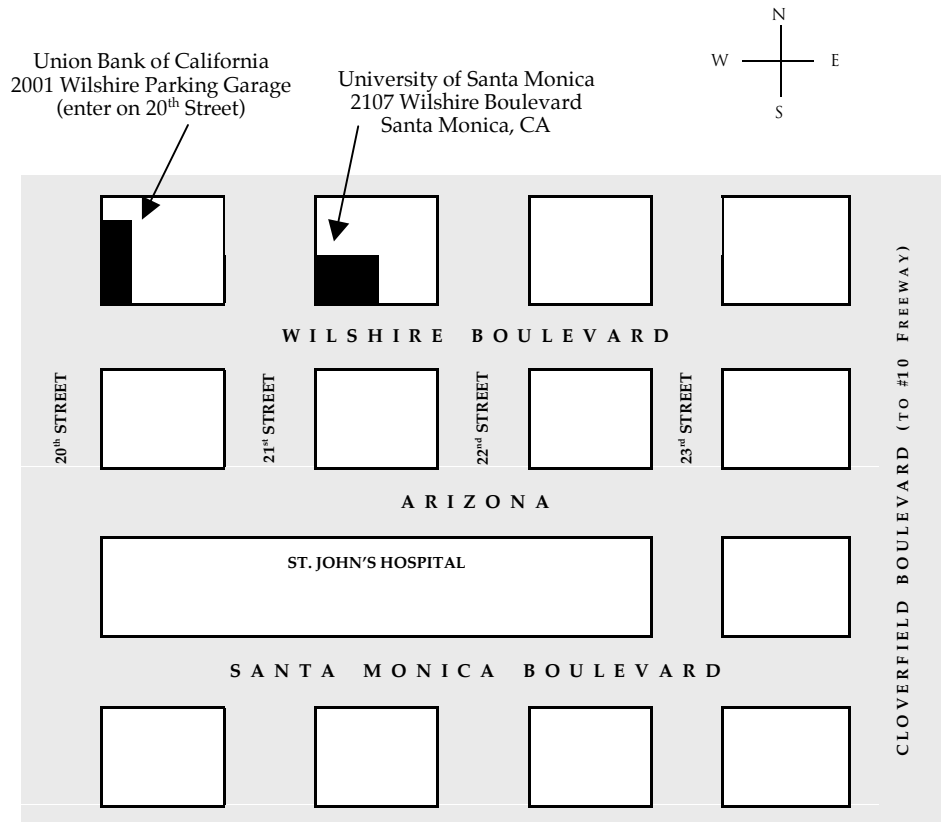 N
W E
S
Union Bank of California
2001 Wilshire Parking Garage
(enter on 20th Street)
University of Santa Monica
2107 Wilshire Boulevard
Santa Monica, CA
WILSHIRE BOULEVARD
20th STREET
21st STREET
22nd STREET
23rd STREET
CLOVERFIELD BOULEVARD (TO #10 FREEWAY)
ARIZONA
ST. JOHN'S HOSPITAL
SANTA MONICA BOULEVARD